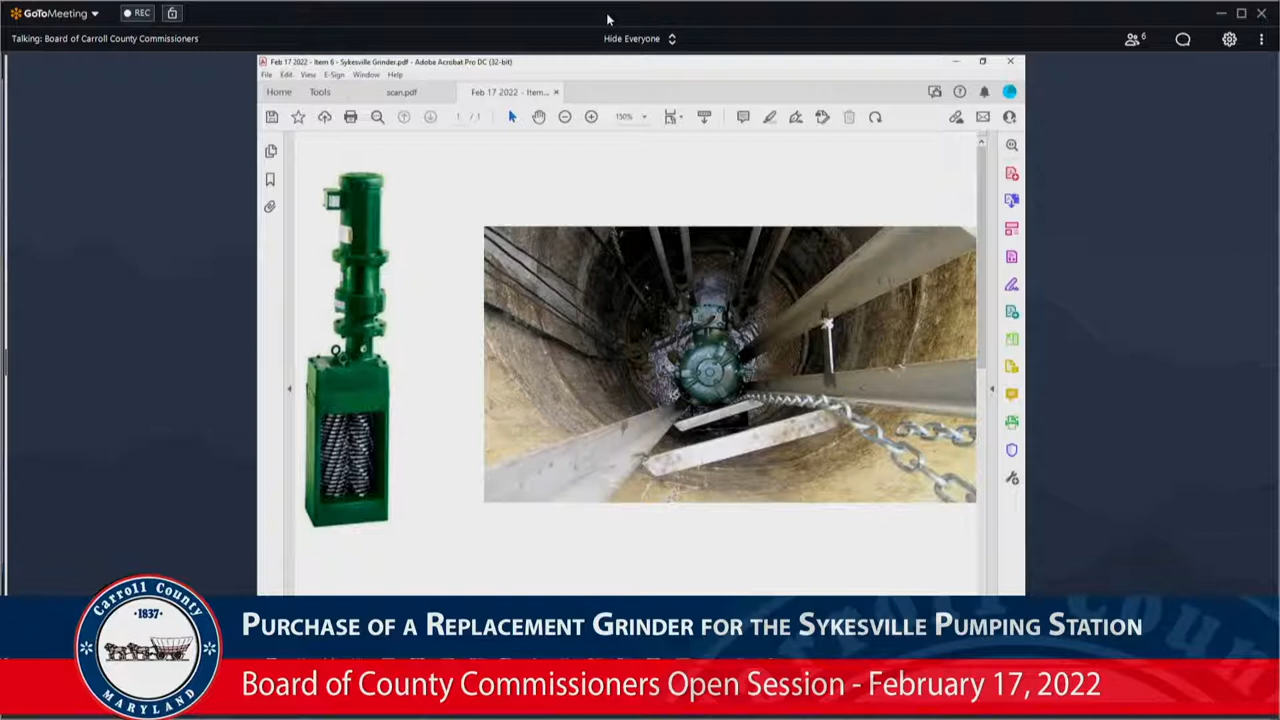 GoToMeeting
REC
Talking: Board of Carroll County Commissioners
Hide Everyone
6
Feb 17 2022 - Item 6 - Sykesville Grinder.pdf - Adobe Acrobat Pro DC (32-bit)
File Edit View E-Sign Window Help
Home Tools scan.pdf Feb 17 2022 - Item... ×
1 / 1 150%
Carroll County
·1837·
Maryland
Purchase of a Replacement Grinder for the Sykesville Pumping Station
Board of County Commissioners Open Session - February 17, 2022